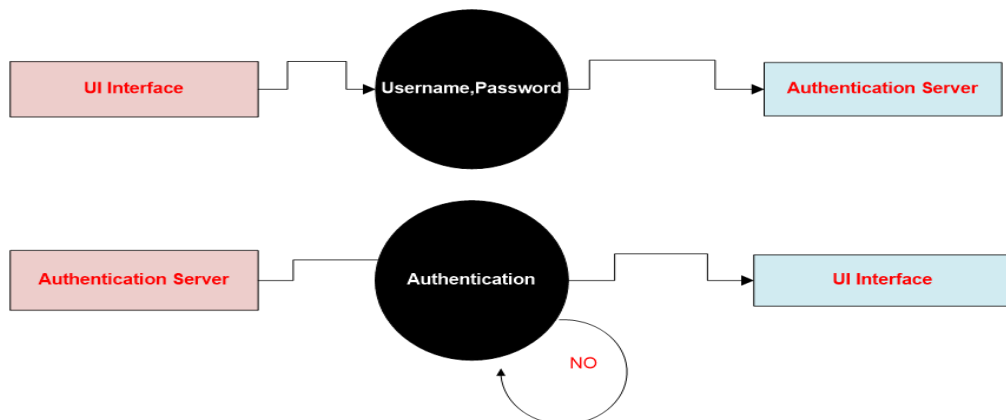 UI Interface
Username,Password
Authentication Server
Authentication Server
Authentication
UI Interface
NO